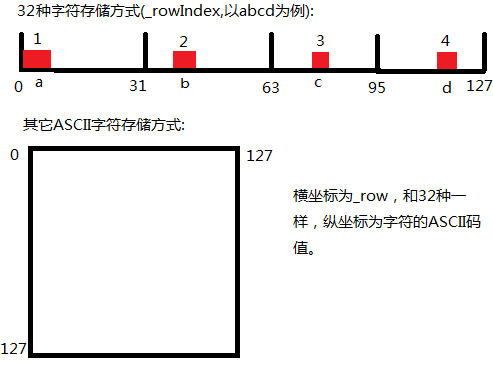 32种字符存储方式(_rowIndex,以abcd为例):
1 2 3 4
0 a 31 b 63 c 95 d 127
其它ASCII字符存储方式:
0 127
横坐标为_row，和32种一
样，纵坐标为字符的ASCII码
值。
127